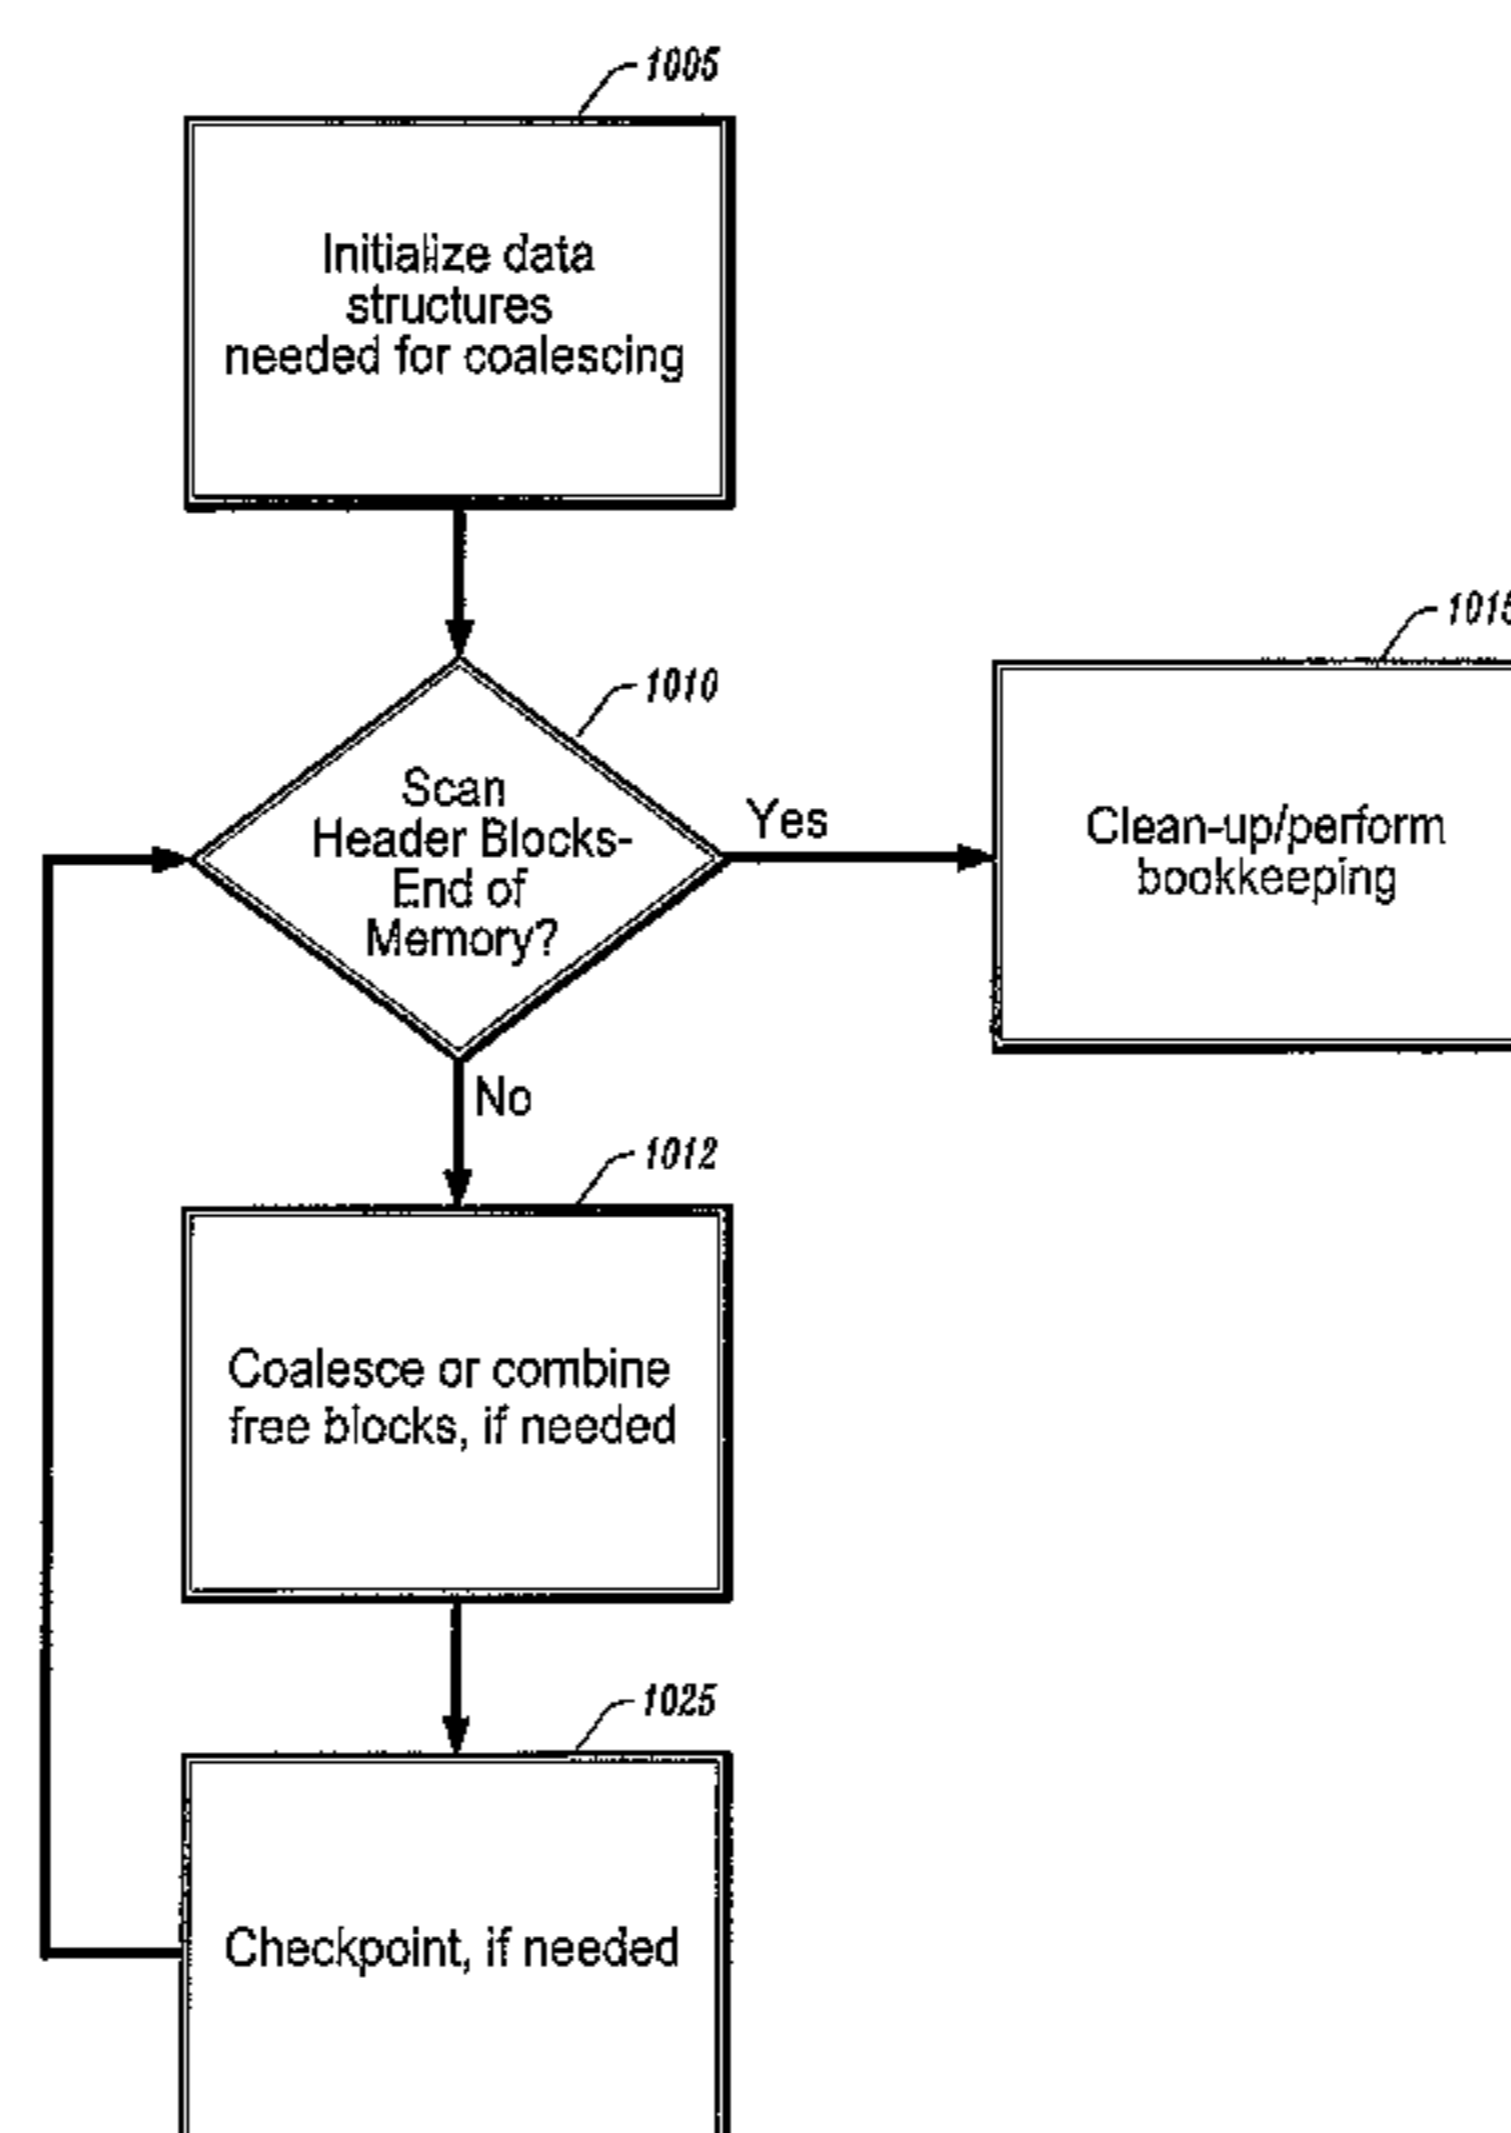 1005
Initialize data
structures
needed for coalescing
1010
Scan
Header Blocks-
End of
Memory?
Yes
Clean-up/perform
bookkeeping
No
1012
Coalesce or combine
free blocks, if needed
1025
Checkpoint, if needed